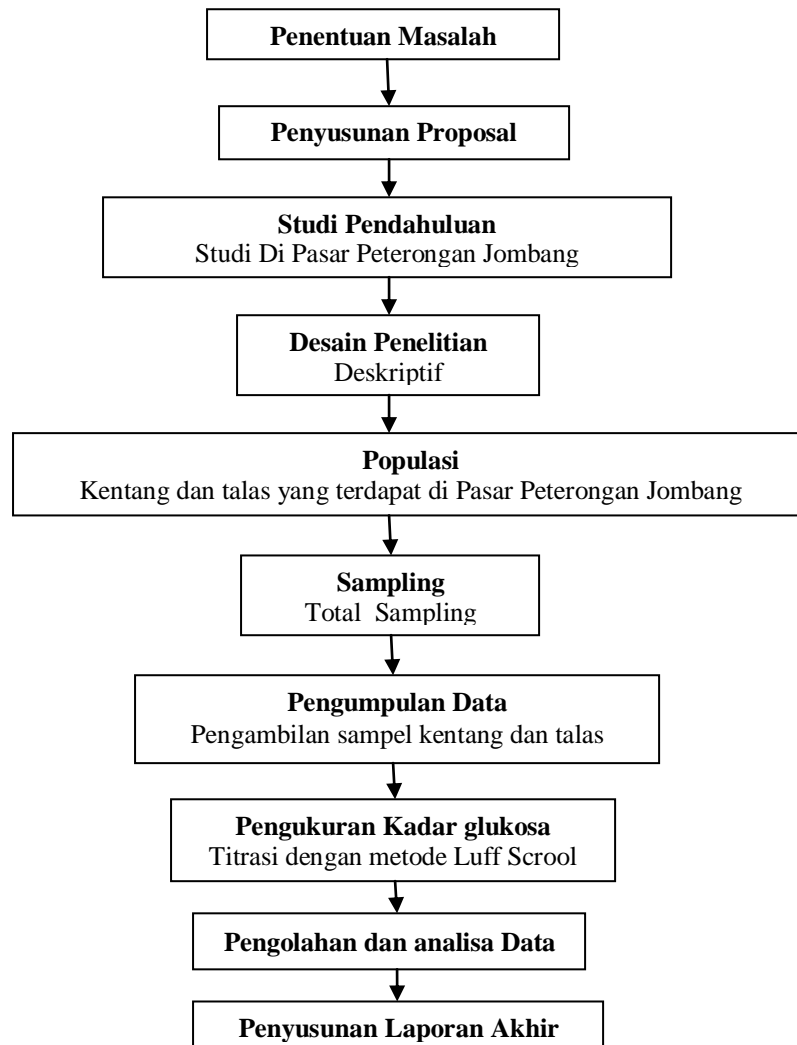 Penentuan Masalah
Penyusunan Proposal
Studi Pendahuluan
Studi Di Pasar Peterongan Jombang
Desain Penelitian
Deskriptif
Populasi
Kentang dan talas yang terdapat di Pasar Peterongan Jombang
Sampling
Total Sampling
Pengumpulan Data
Pengambilan sampel kentang dan talas
Pengukuran Kadar glukosa
Titrasi dengan metode Luff Scrool
Pengolahan dan analisa Data
Penyusunan Laporan Akhir